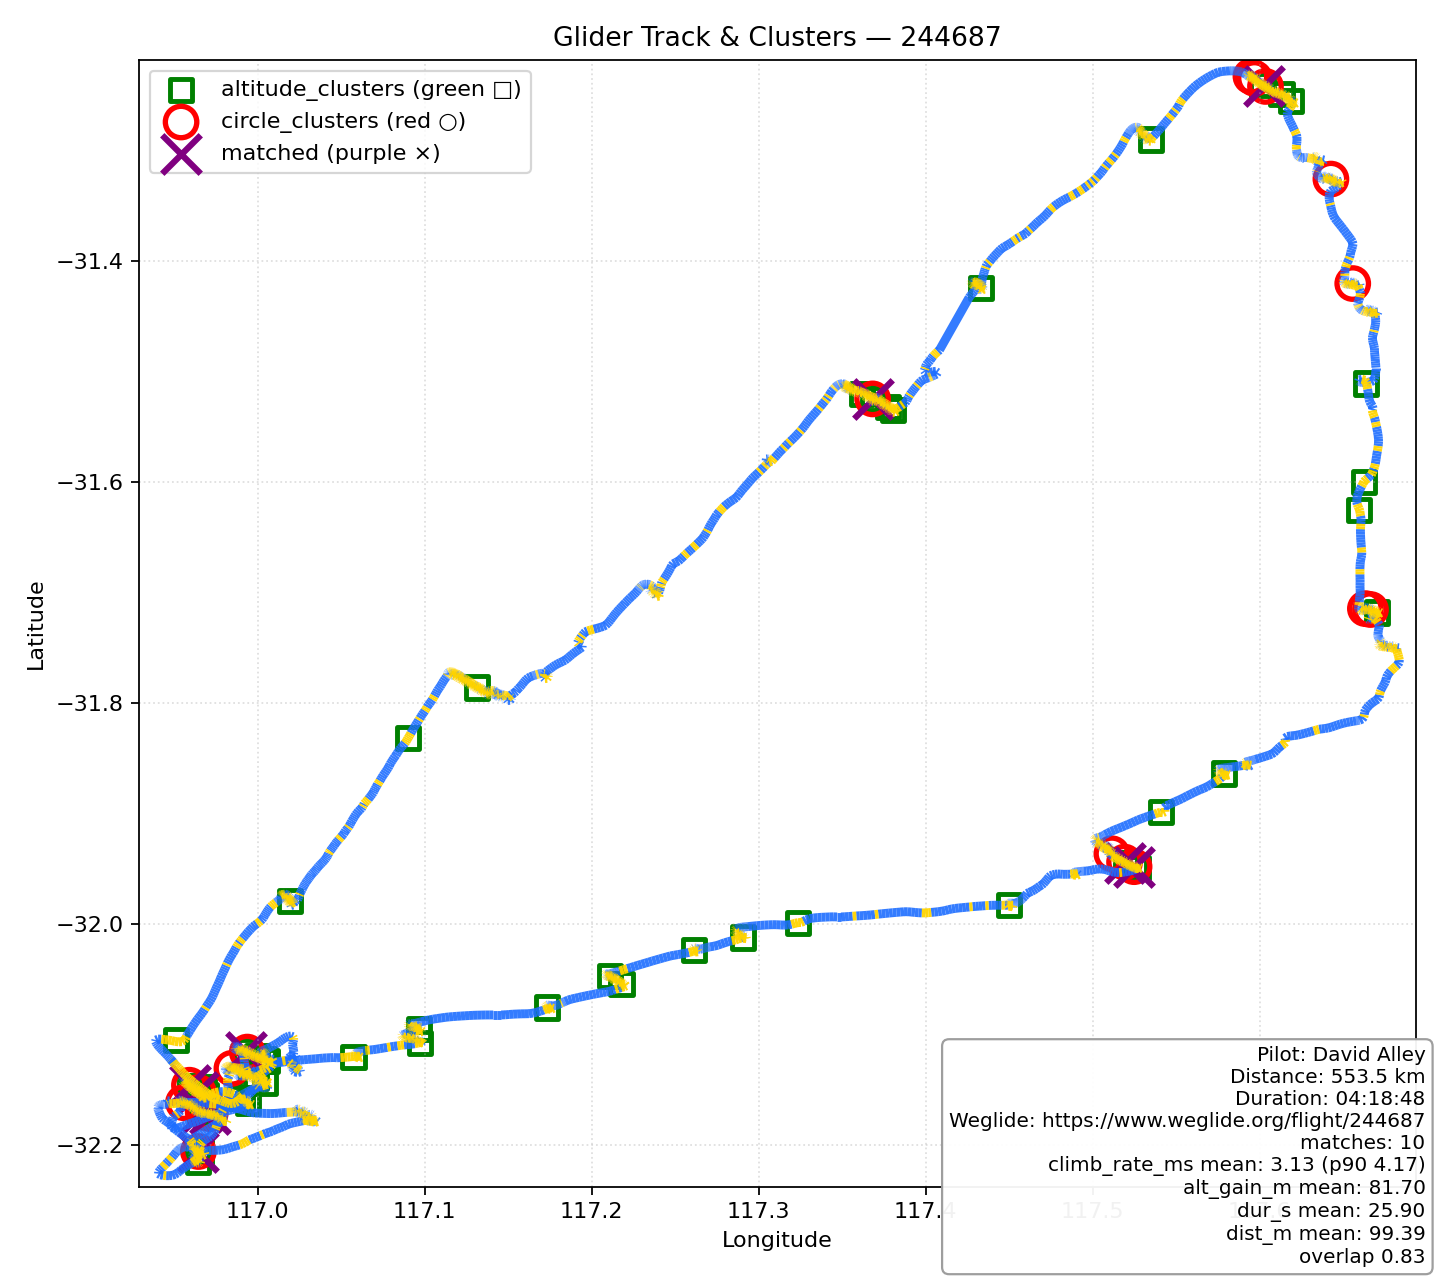 Glider Track & Clusters — 244687
altitude_clusters (green □)
circle_clusters (red ○)
matched (purple ×)
Latitude
−31.4
−31.6
−31.8
−32.0
−32.2
117.0
117.1
117.2
117.3
117.4
117.5
Longitude
Pilot: David Alley
Distance: 553.5 km
Duration: 04:18:48
Weglide: https://www.weglide.org/flight/244687
matches: 10
climb_rate_ms mean: 3.13 (p90 4.17)
alt_gain_m mean: 81.70
dur_s mean: 25.90
dist_m mean: 99.39
overlap 0.83